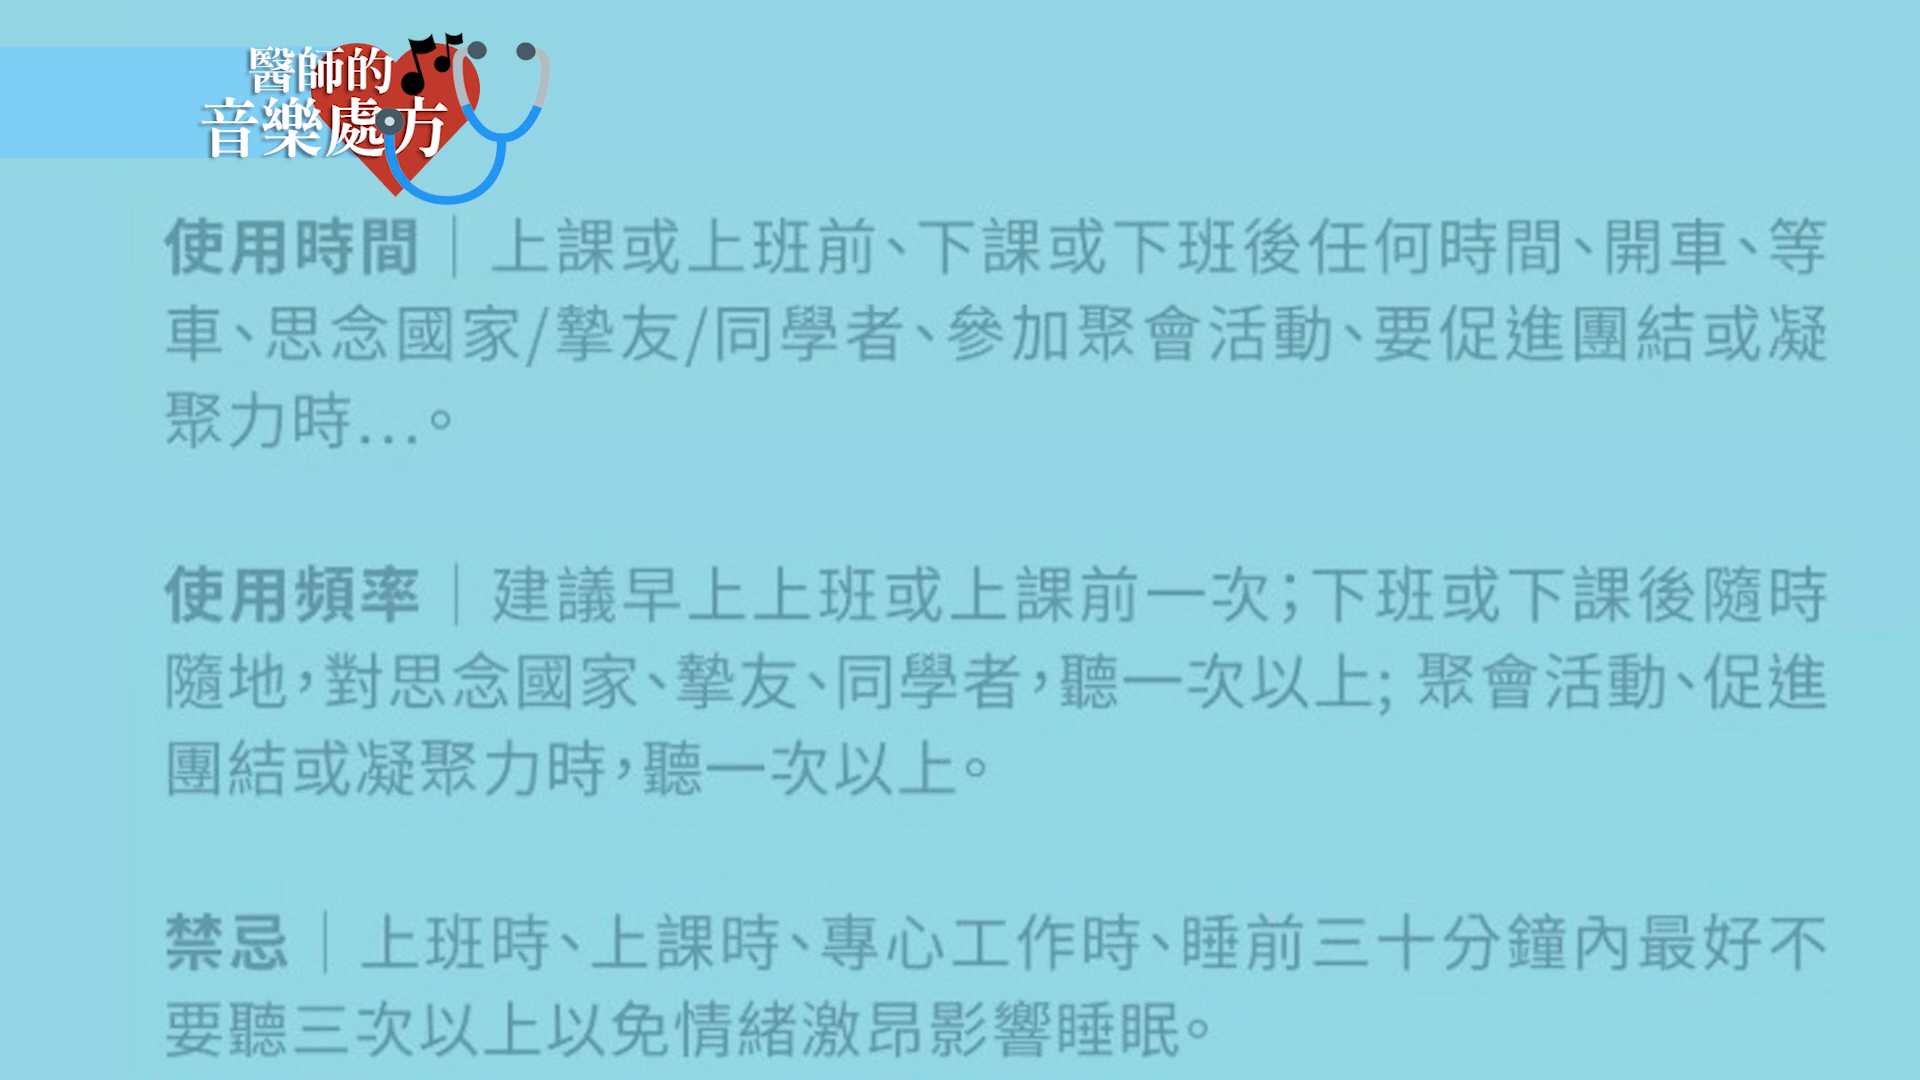 醫師的
音樂處方
使用時間｜上課或上班前、下課或下班後任何時間、開車、等
車、思念國家/摯友/同學者、參加聚會活動、要促進團結或凝
聚力時...。
使用頻率｜建議早上上班或上課前一次；下班或下課後隨時
隨地，對思念國家、摯友、同學者，聽一次以上; 聚會活動、促進
團結或凝聚力時，聽一次以上。
禁忌｜上班時、上課時、專心工作時、睡前三十分鐘內最好不
要聽三次以上以免情緒激昂影響睡眠。